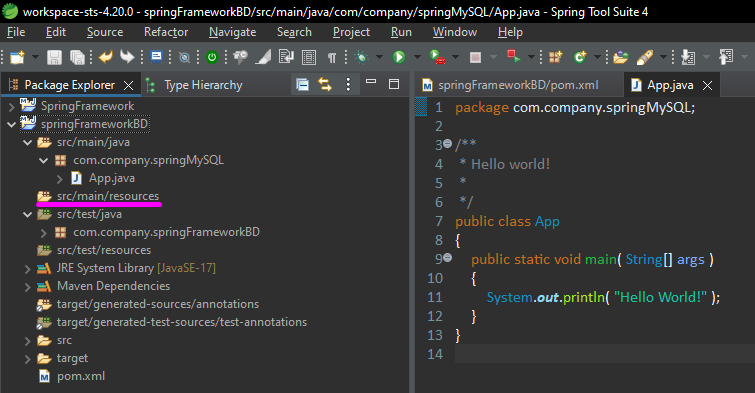 workspace-sts-4.20.0 - springFrameworkBD/src/main/java/com/company/springMySQL/App.java - Spring Tool Suite 4
File Edit Source Refactor Navigate Search Project Run Window Help
Package Explorer Type Hierarchy
SpringFramework
springFrameworkBD
src/main/java
com.company.springMySQL
App.java
src/main/resources
src/test/java
com.company.springFrameworkBD
src/test/resources
JRE System Library [JavaSE-17]
Maven Dependencies
target/generated-sources/annotations
target/generated-test-sources/test-annotations
src
target
pom.xml
springFrameworkBD/pom.xml App.java
1 package com.company.springMySQL;
2
3 /**
4 * Hello world!
5 *
6 */
7 public class App
8 {
9 public static void main( String[] args )
10 {
11 System.out.println( "Hello World!" );
12 }
13 }
14